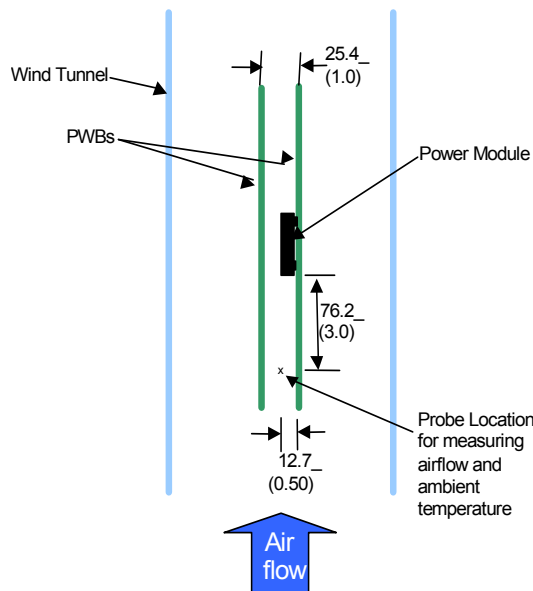 25.4_
(1.0)
Wind Tunnel
PWBs
Power Module
76.2_
(3.0)
x
Probe Location
for measuring
airflow and
ambient
temperature
12.7_
(0.50)
Air
flow